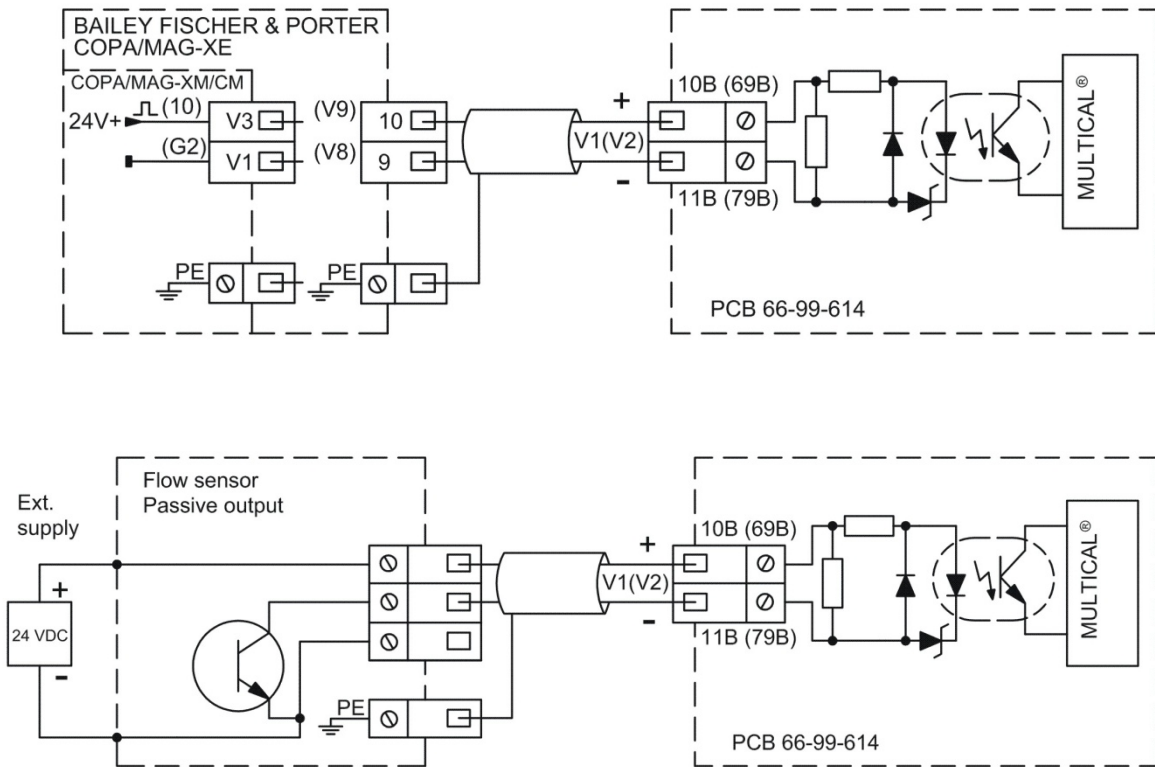 BAILEY FISCHER & PORTER
COPA/MAG-XE
COPA/MAG-XM/CM
24V+
(10)
(G2)
V3
V1
(V9)
(V8)
10
9
PE
PE
+
V1(V2)
-
10B (69B)
11B (79B)
MULTICAL®
PCB 66-99-614
Ext.
supply
+
24 VDC
-
Flow sensor
Passive output
PE
+
V1(V2)
-
10B (69B)
11B (79B)
MULTICAL®
PCB 66-99-614